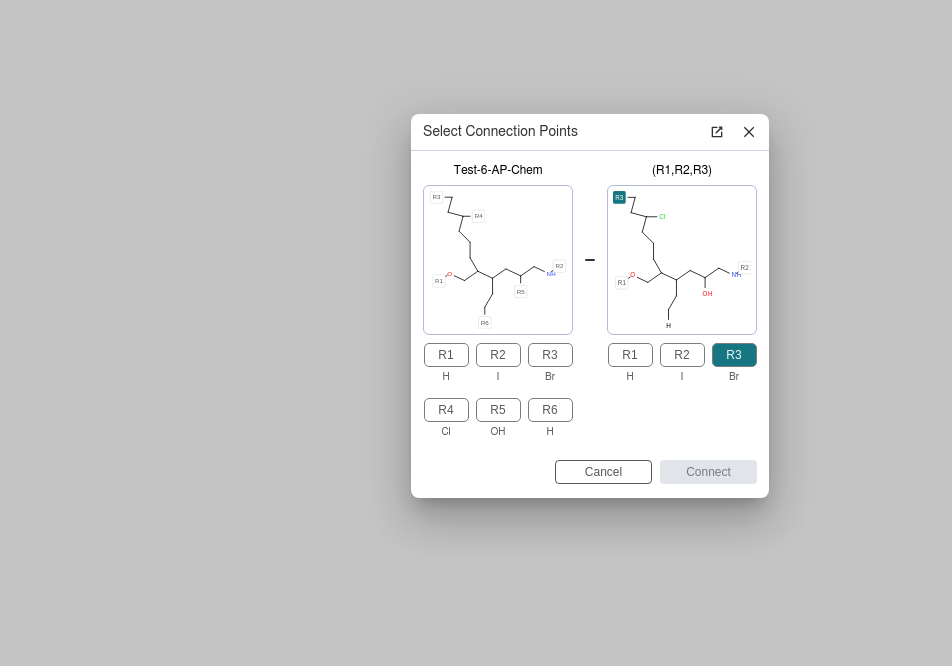 Select Connection Points
Test-6-AP-Chem
(R1,R2,R3)
R3
R4
O
R1
R2
NH
R5
R6
R3
Cl
O
R1
R2
NH
OH
H
R1 R2 R3
H I Br
R4 R5 R6
Cl OH H
R1 R2 R3
H I Br
Cancel
Connect